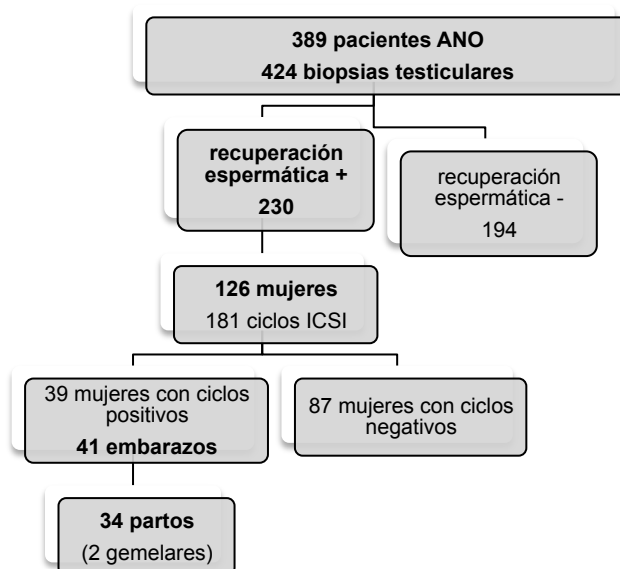 389 pacientes ANO
424 biopsias testiculares
recuperación
espermática +
230
recuperación
espermática -
194
126 mujeres
181 ciclos ICSI
39 mujeres con ciclos
positivos
41 embarazos
87 mujeres con ciclos
negativos
34 partos
(2 gemelares)